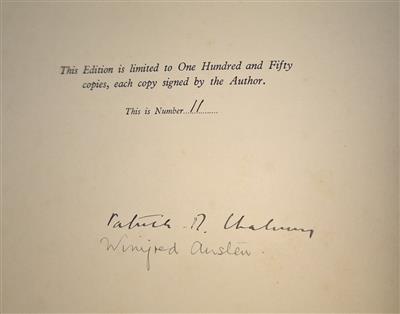 This Edition is limited to One Hundred and Fifty
copies, each copy signed by the Author.
This is Number...11..........
Patrick R. Chalmers
Winifred Austen.